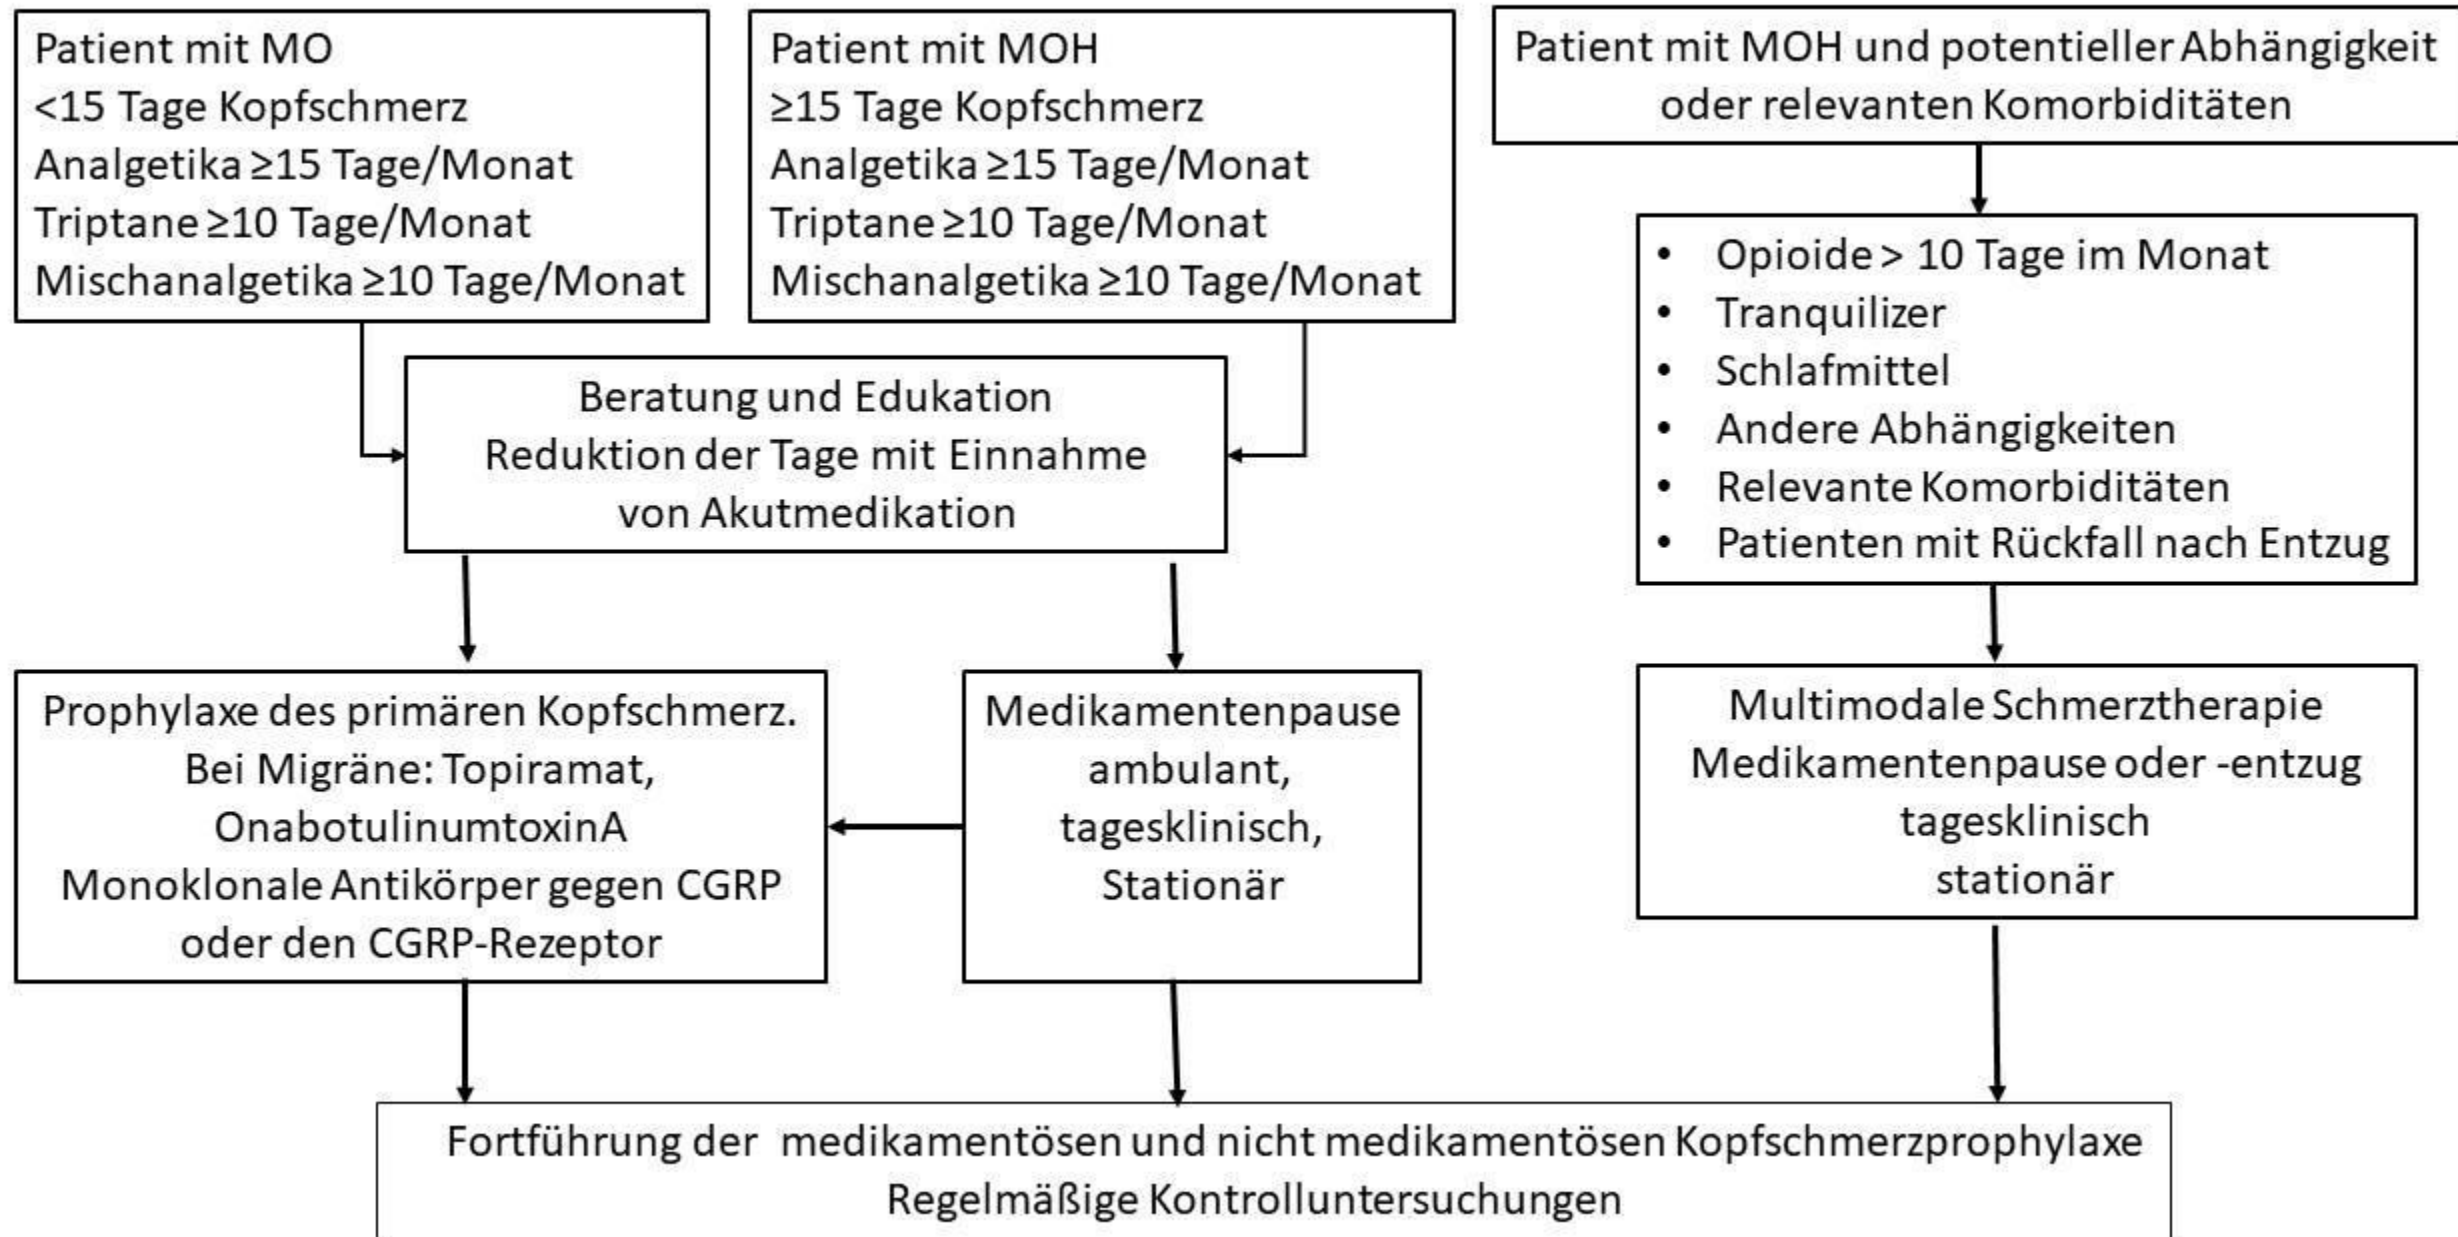 Patient mit MO
<15 Tage Kopfschmerz
Analgetika ≥15 Tage/Monat
Triptane ≥10 Tage/Monat
Mischanalgetika ≥10 Tage/Monat
Patient mit MOH
≥15 Tage Kopfschmerz
Analgetika ≥15 Tage/Monat
Triptane ≥10 Tage/Monat
Mischanalgetika ≥10 Tage/Monat
Patient mit MOH und potentieller Abhängigkeit
oder relevanten Komorbiditäten
• Opioide > 10 Tage im Monat
• Tranquilizer
• Schlafmittel
• Andere Abhängigkeiten
• Relevante Komorbiditäten
• Patienten mit Rückfall nach Entzug
Beratung und Edukation
Reduktion der Tage mit Einnahme
von Akutmedikation
Prophylaxe des primären Kopfschmerz.
Bei Migräne: Topiramat,
OnabotulinumtoxinA
Monoklonale Antikörper gegen CGRP
oder den CGRP-Rezeptor
Medikamentenpause
ambulant,
tagesklinisch,
Stationär
Multimodale Schmerztherapie
Medikamentenpause oder -entzug
tagesklinisch
stationär
Fortführung der medikamentösen und nicht medikamentösen Kopfschmerzprophylaxe
Regelmäßige Kontrolluntersuchungen